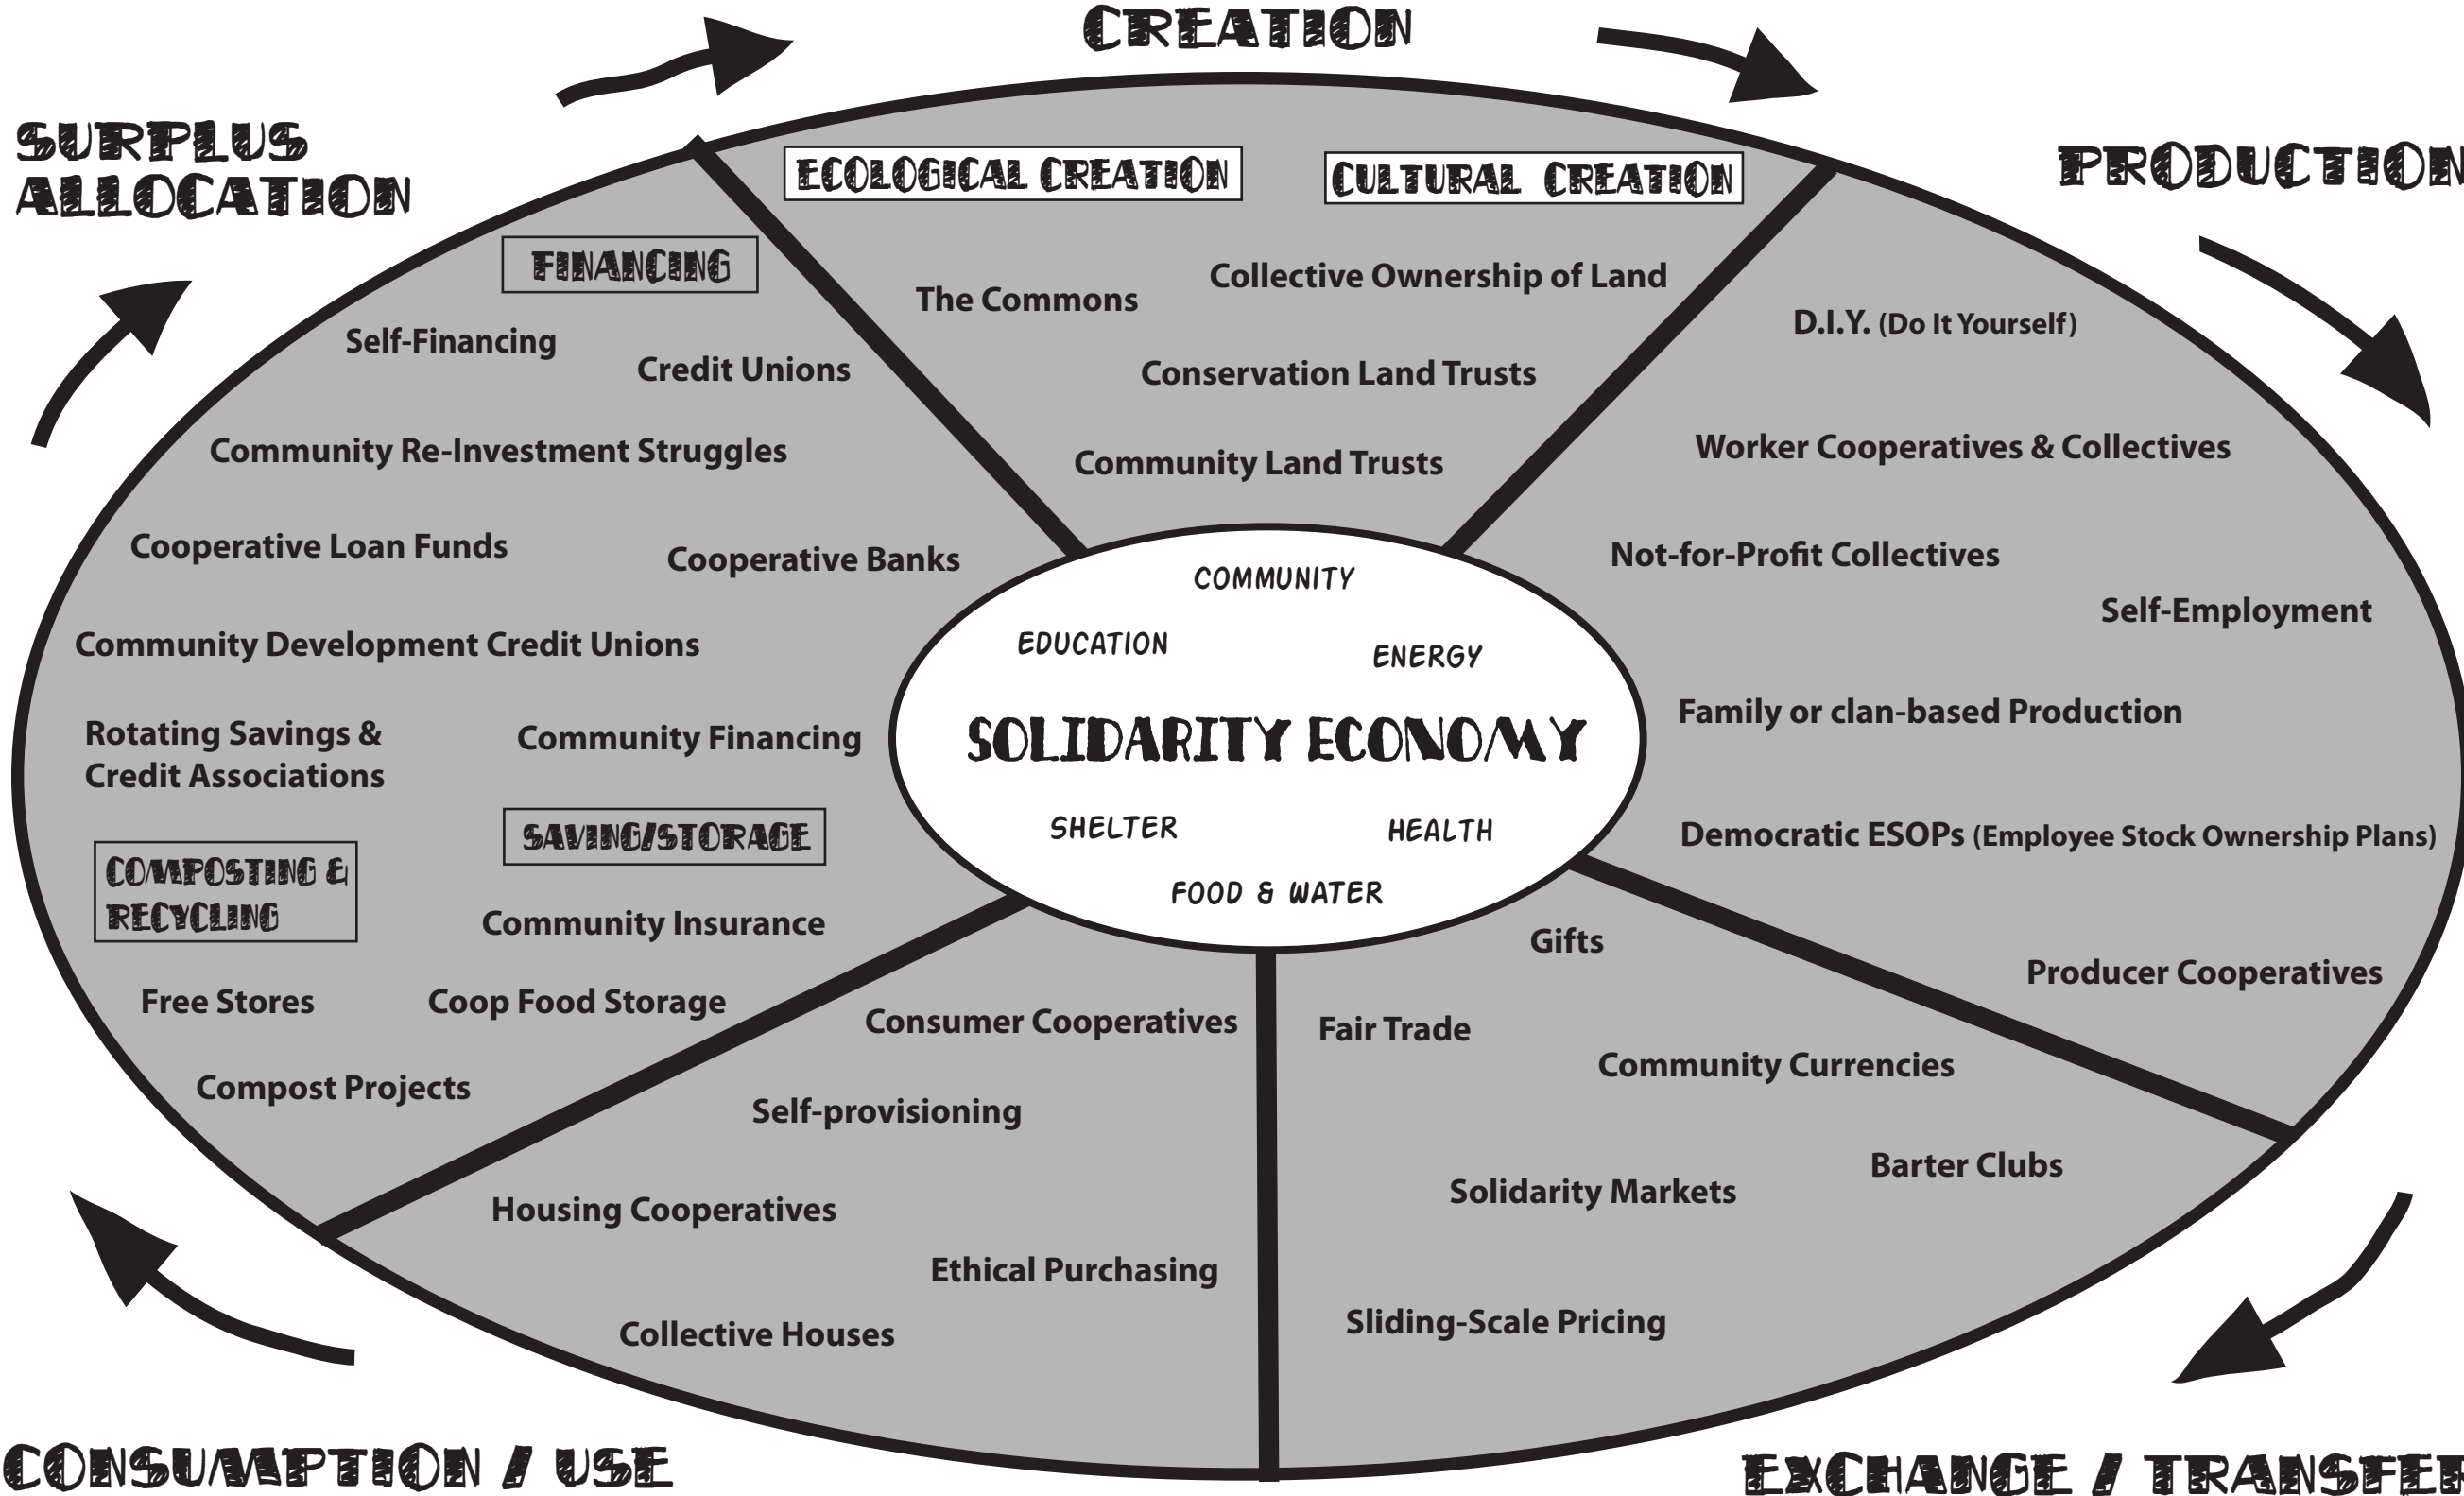 CREATION
SURPLUS
ALLOCATION
PRODUCTION
ECOLOGICAL CREATION
CULTURAL CREATION
The Commons
Collective Ownership of Land
Conservation Land Trusts
Community Land Trusts
D.I.Y. (Do It Yourself)
Worker Cooperatives & Collectives
Not-for-Profit Collectives
Self-Employment
Family or clan-based Production
Democratic ESOPs (Employee Stock Ownership Plans)
Producer Cooperatives
Gifts
Fair Trade
Community Currencies
Barter Clubs
Solidarity Markets
Sliding-Scale Pricing
EXCHANGE / TRANSFER
Consumer Cooperatives
Self-provisioning
Housing Cooperatives
Ethical Purchasing
Collective Houses
CONSUMPTION / USE
FINANCING
Self-Financing
Credit Unions
Community Re-Investment Struggles
Cooperative Loan Funds
Cooperative Banks
Community Development Credit Unions
Rotating Savings &
Credit Associations
Community Financing
SAVING/STORAGE
Community Insurance
Coop Food Storage
COMPOSTING &
RECYCLING
Free Stores
Compost Projects
COMMUNITY
EDUCATION
ENERGY
SOLIDARITY ECONOMY
SHELTER
HEALTH
FOOD & WATER